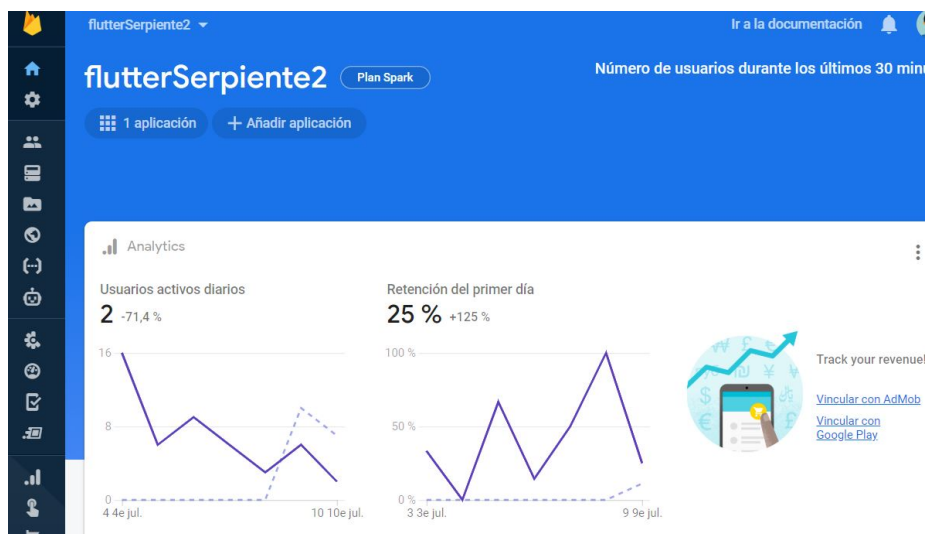 flutterSerpiente2
Ir a la documentación
flutterSerpiente2
Plan Spark
Número de usuarios durante los últimos 30 minu
1 aplicación
+ Añadir aplicación
Analytics
Usuarios activos diarios
2 -71,4 %
16
8
0
4 4e jul.
10 10e jul.
Retención del primer día
25 % +125 %
100 %
50 %
0 %
3 3e jul.
9 9e jul.
Track your revenue!
Vincular con AdMob
Vincular con
Google Play